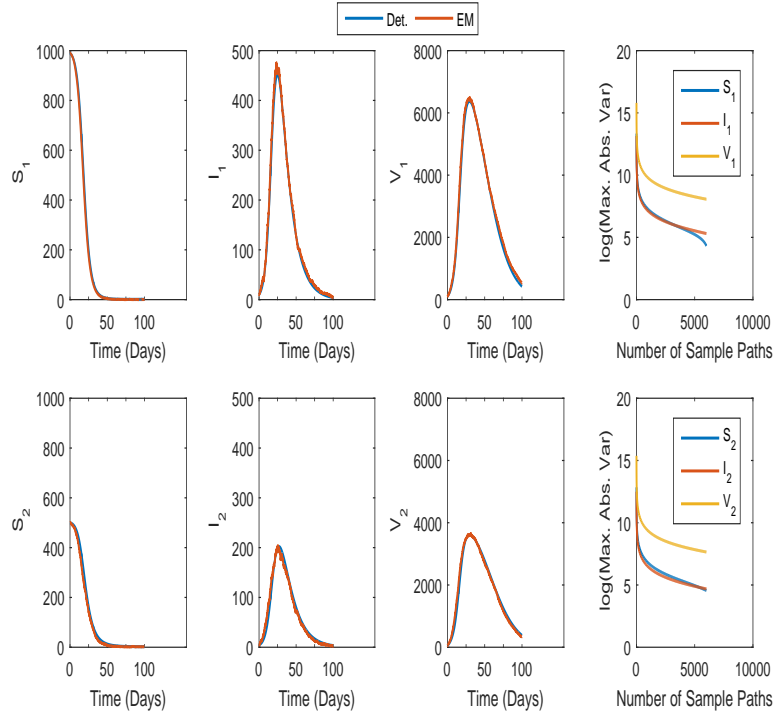 Det. EM
1000
800
600
400
200
0
S1
0 50 100
Time (Days)
500
400
300
200
100
0
I1
0 50 100
Time (Days)
8000
6000
4000
2000
0
V1
0 50 100
Time (Days)
20
15
10
5
0
log(Max. Abs. Var)
S1
I1
V1
0 5000 10000
Number of Sample Paths
1000
800
600
400
200
0
S2
0 50 100
Time (Days)
500
400
300
200
100
0
I2
0 50 100
Time (Days)
8000
6000
4000
2000
0
V2
0 50 100
Time (Days)
20
15
10
5
0
log(Max. Abs. Var)
S2
I2
V2
0 5000 10000
Number of Sample Paths